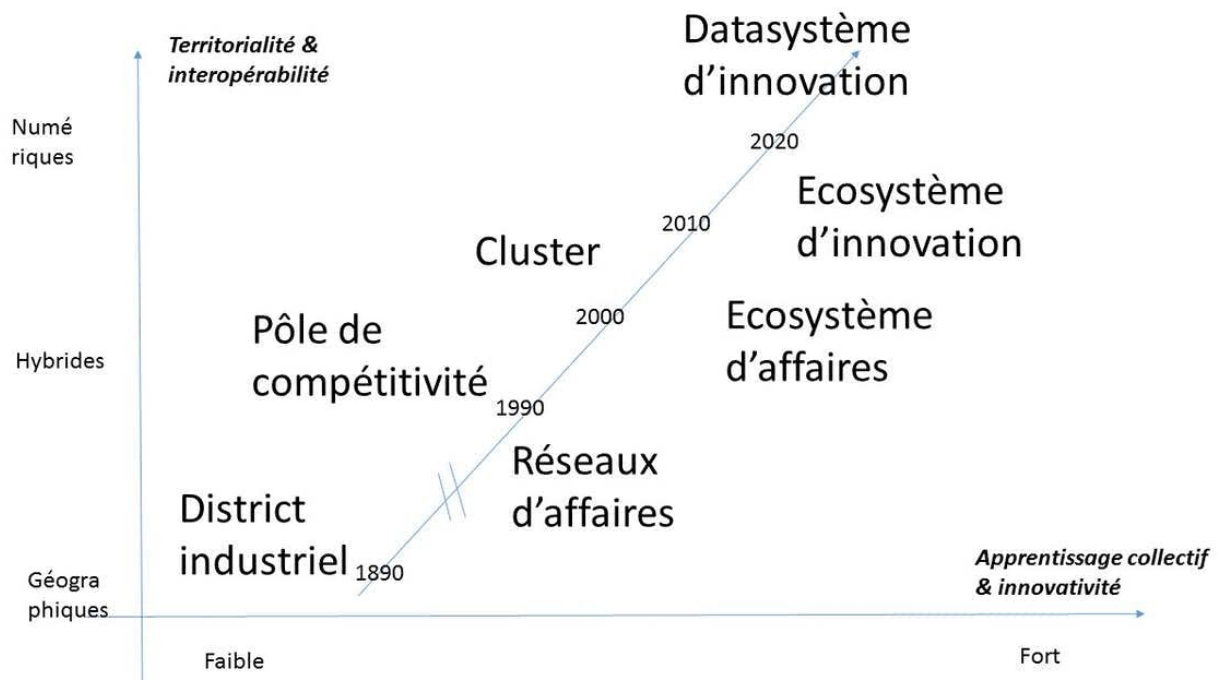 Datasystème
d'innovation
Territorialité &
interopérabilité
Numé
riques
2020
Ecosystème
d'innovation
2010
Cluster
2000
Ecosystème
d'affaires
Pôle de
compétitivité
Hybrides
1990
Réseaux
d'affaires
District
industriel
1890
Apprentissage collectif
& innovativité
Géogra
phiques
Faible
Fort